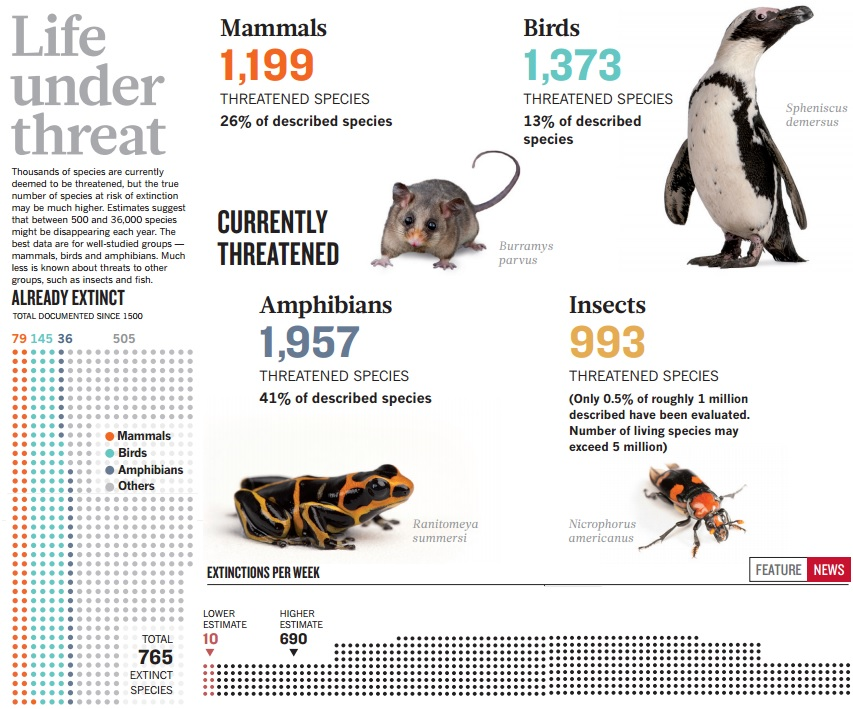 Life
under
threat
Thousands of species are currently
deemed to be threatened, but the true
number of species at risk of extinction
may be much higher. Estimates suggest
that between 500 and 36,000 species
might be disappearing each year. The
best data are for well-studied groups —
mammals, birds and amphibians. Much
less is known about threats to other
groups, such as insects and fish.
ALREADY EXTINCT
TOTAL DOCUMENTED SINCE 1500
79 145 36 505
Mammals
Birds
Amphibians
Others
TOTAL
765
EXTINCT
SPECIES
Mammals
1,199
THREATENED SPECIES
26% of described species
Birds
1,373
THREATENED SPECIES
13% of described
species
Spheniscus
demersus
CURRENTLY
THREATENED
Burramys
parvus
Amphibians
1,957
THREATENED SPECIES
41% of described species
Ranitomeya
summersi
Insects
993
THREATENED SPECIES
(Only 0.5% of roughly 1 million
described have been evaluated.
Number of living species may
exceed 5 million)
Nicrophorus
americanus
EXTINCTIONS PER WEEK
FEATURE NEWS
LOWER
ESTIMATE
10
HIGHER
ESTIMATE
690